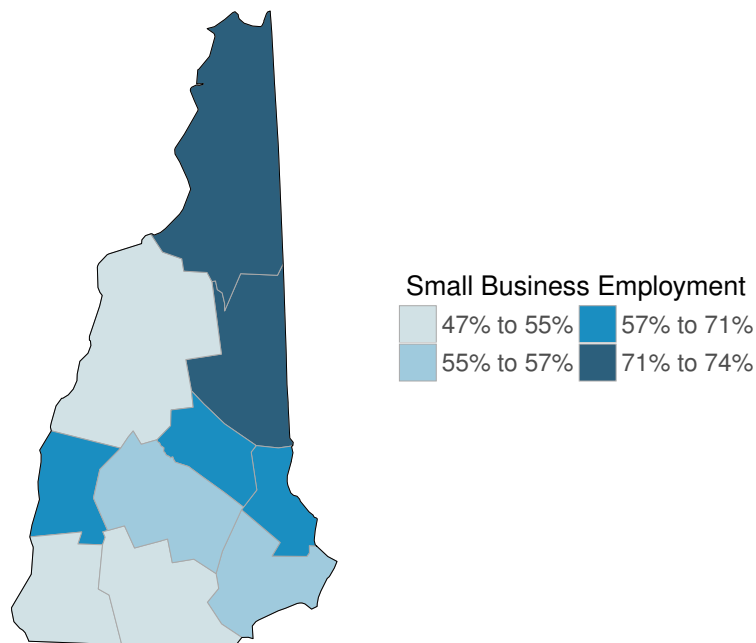 Small Business Employment
47% to 55% 57% to 71%
55% to 57% 71% to 74%